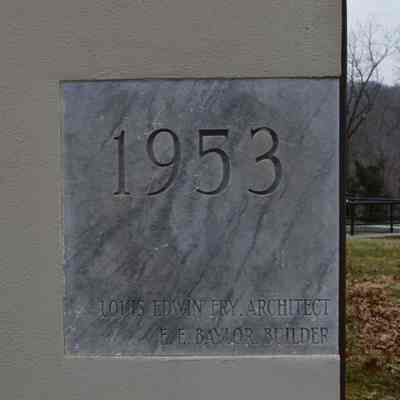 1953
LOUIS EDWIN FRY, ARCHITECT
E. E. BAYLOR, BUILDER